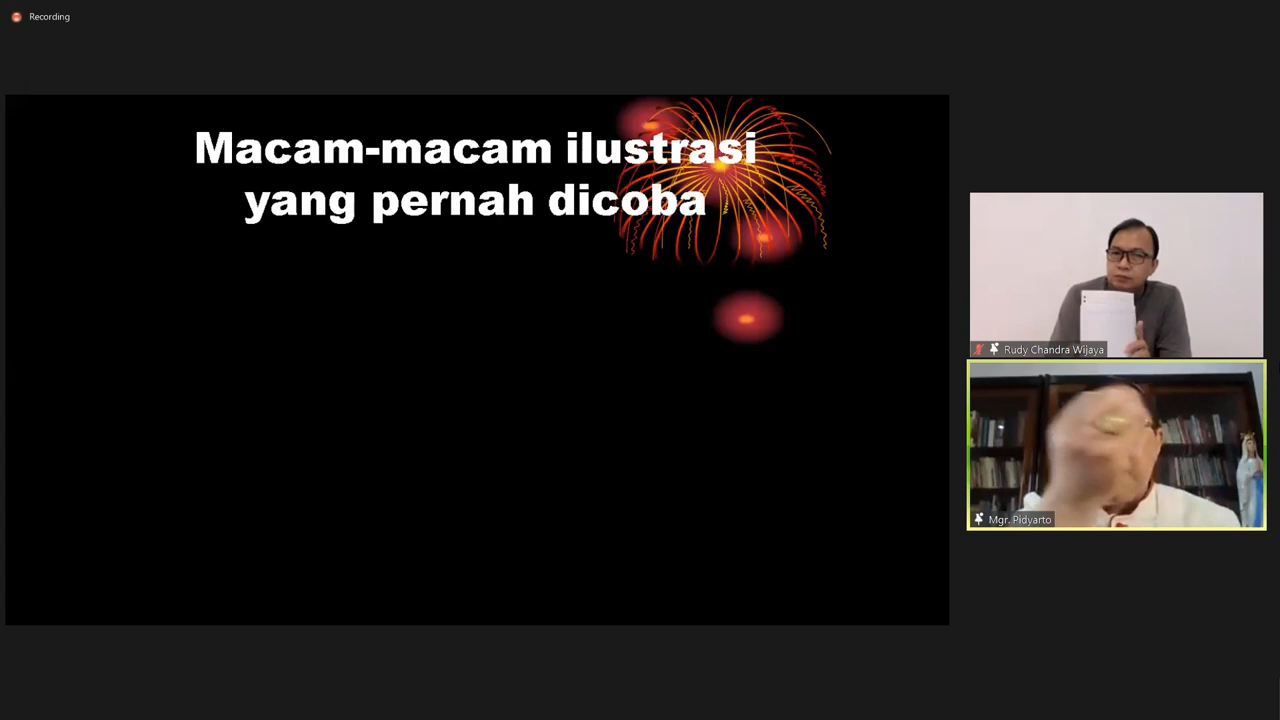 Recording
Macam-macam ilustrasi
yang pernah dicoba
Rudy Chandra Wijaya
Mgr. Pidyarto